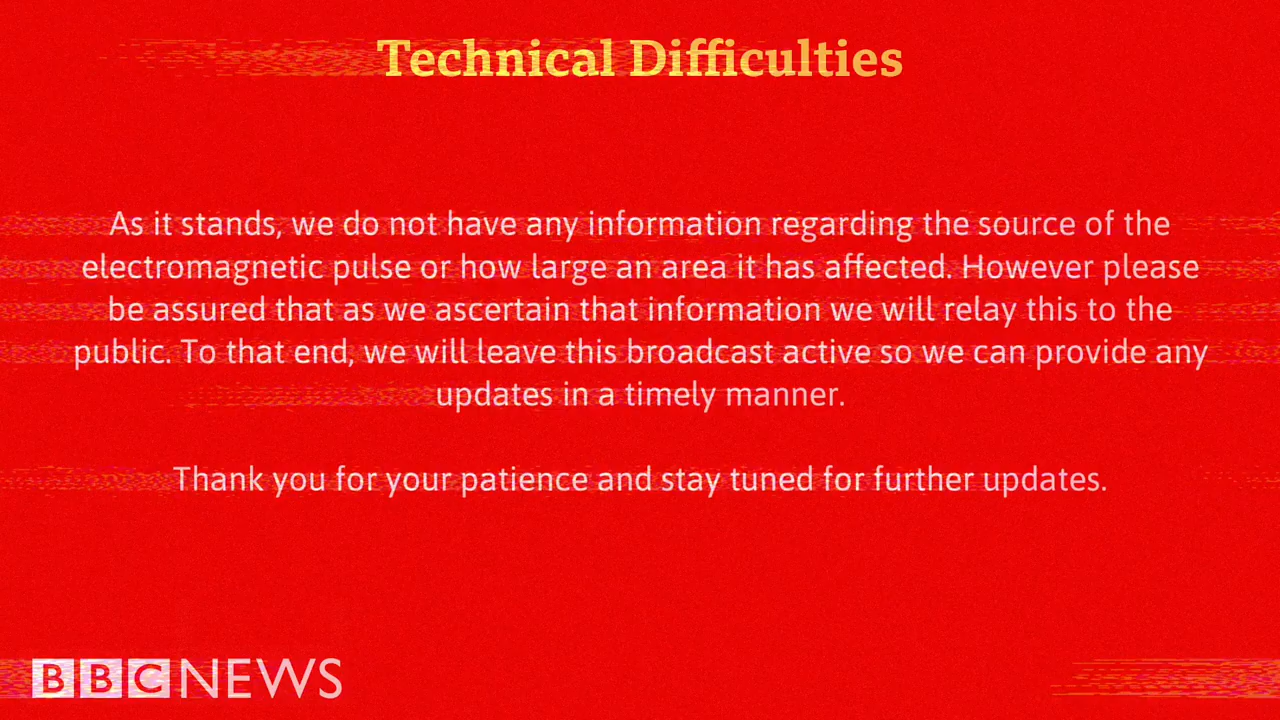 Technical Difficulties
As it stands, we do not have any information regarding the source of the
electromagnetic pulse or how large an area it has affected. However please
be assured that as we ascertain that information we will relay this to the
public. To that end, we will leave this broadcast active so we can provide any
updates in a timely manner.
Thank you for your patience and stay tuned for further updates.
BBC NEWS